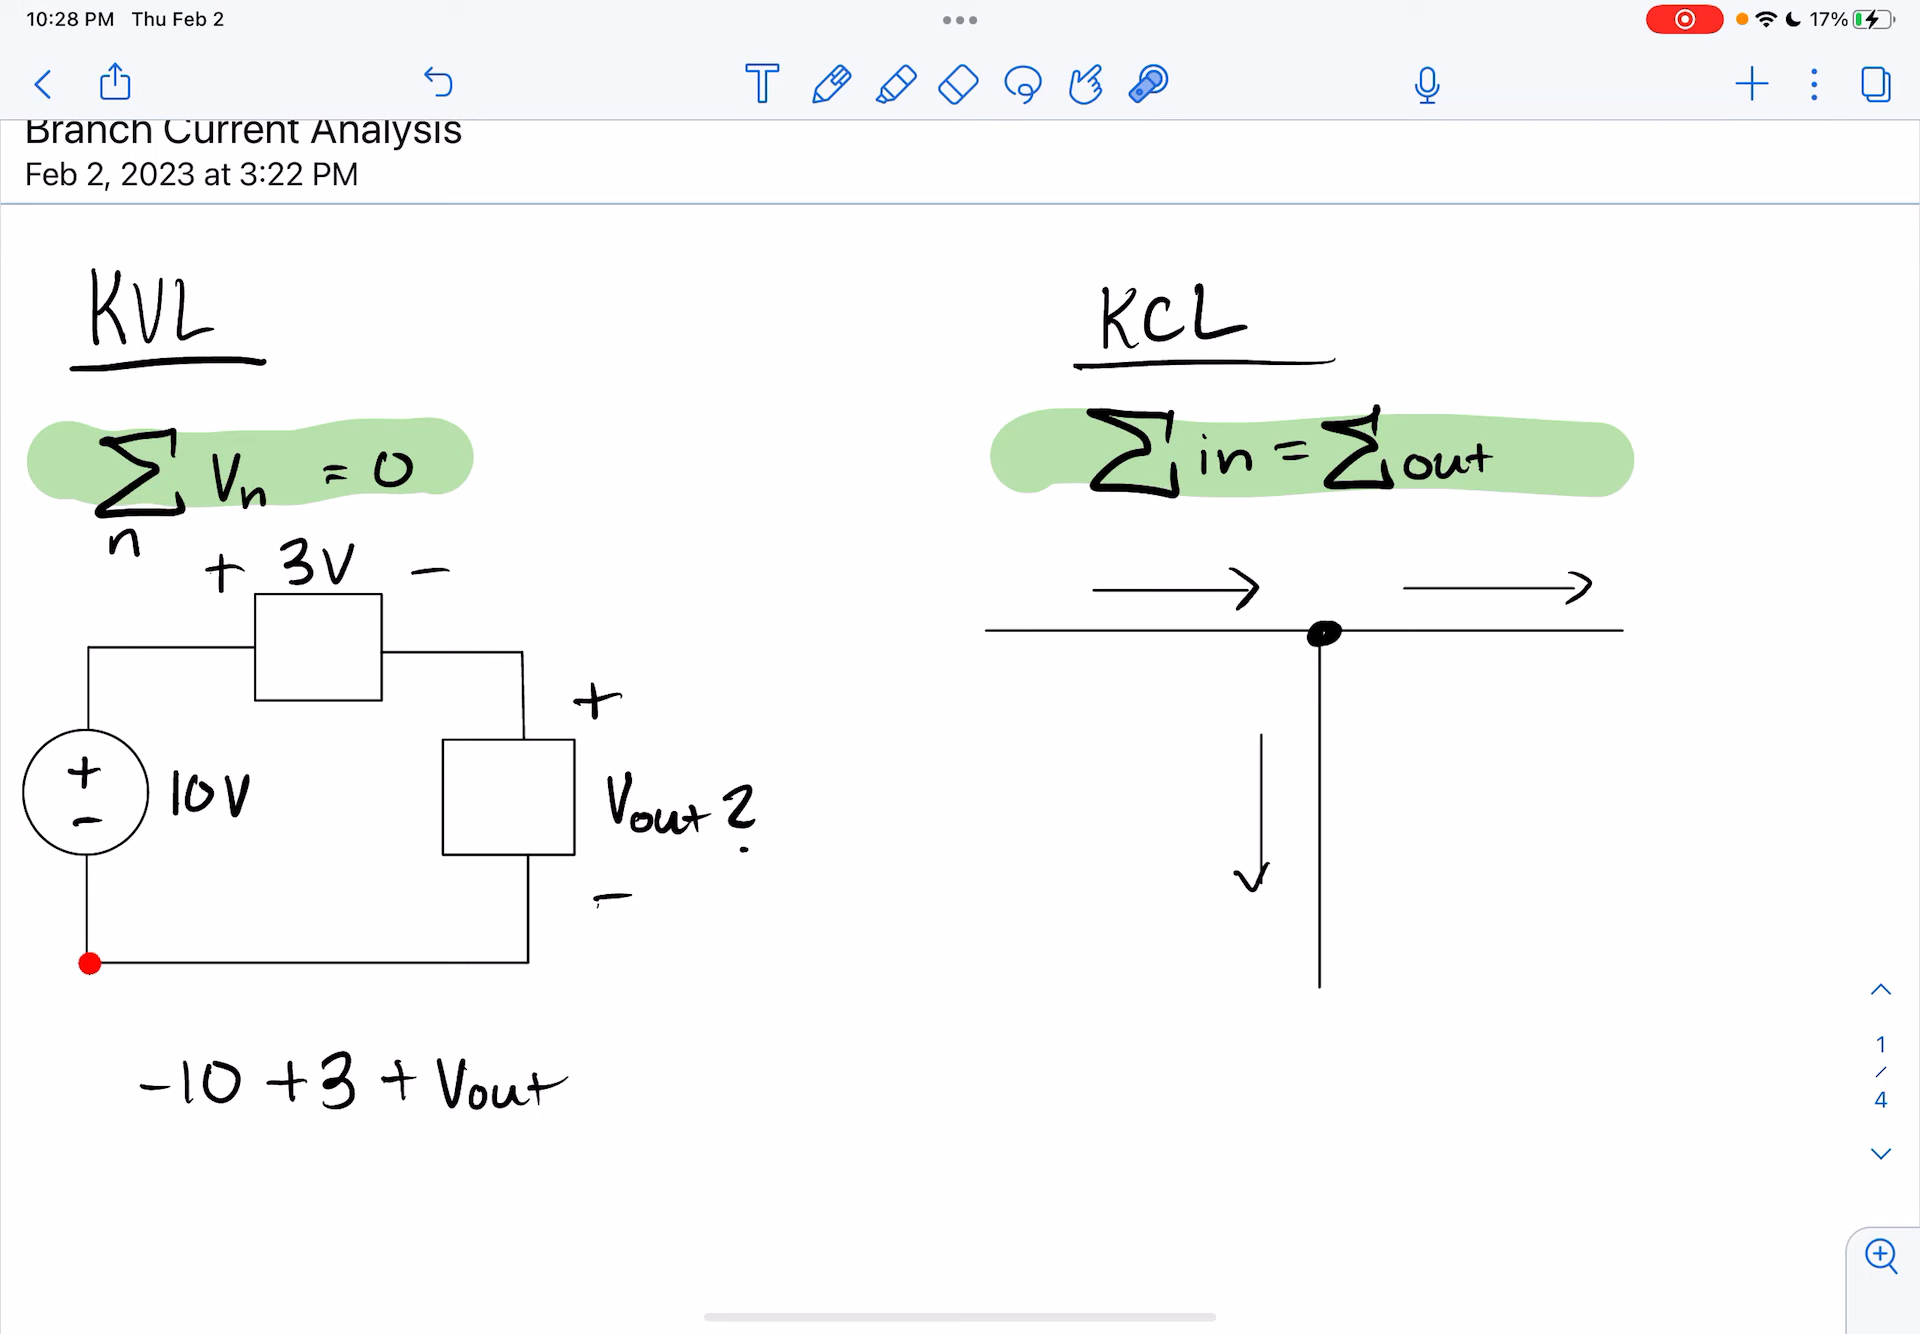 10:28 PM Thu Feb 2
17%
Branch Current Analysis
Feb 2, 2023 at 3:22 PM
KVL
∑ Vn = 0
n
+ 3V −
+
−
10V
+
Vout ?
−
-10 + 3 + Vout
KCL
∑ in = ∑ out
1
/
4